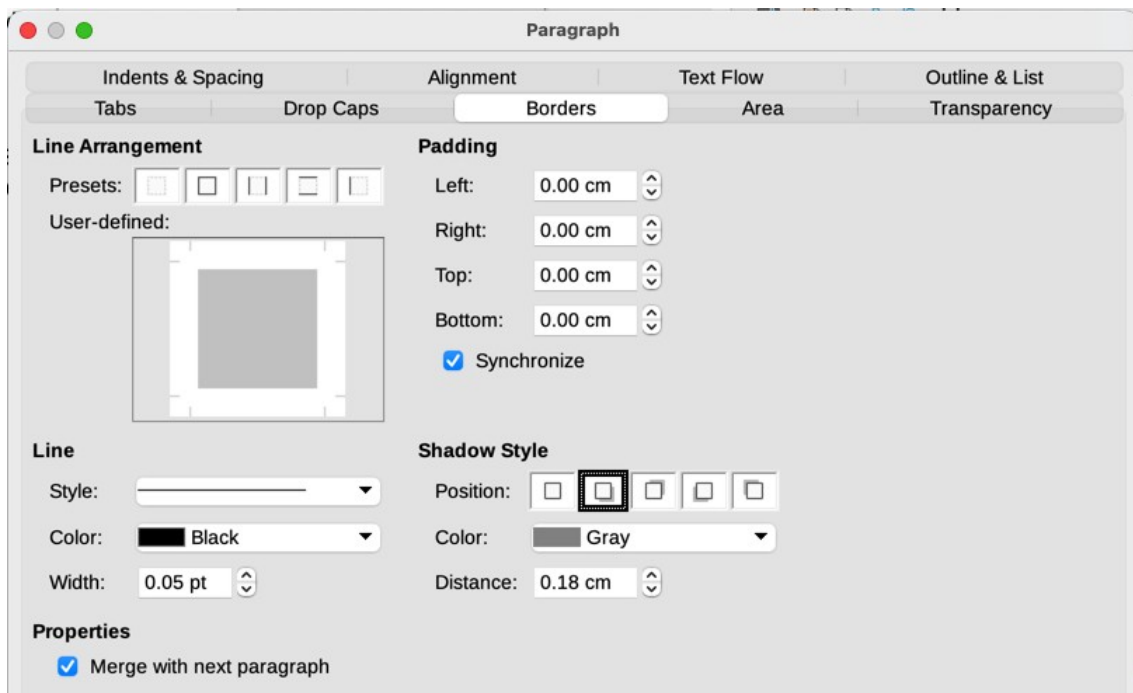 Paragraph
Indents & Spacing Alignment Text Flow Outline & List
Tabs Drop Caps Borders Area Transparency
Line Arrangement
Presets:
User-defined:
Padding
Left: 0.00 cm
Right: 0.00 cm
Top: 0.00 cm
Bottom: 0.00 cm
Synchronize
Line
Style:
Color: Black
Width: 0.05 pt
Shadow Style
Position:
Color: Gray
Distance: 0.18 cm
Properties
Merge with next paragraph